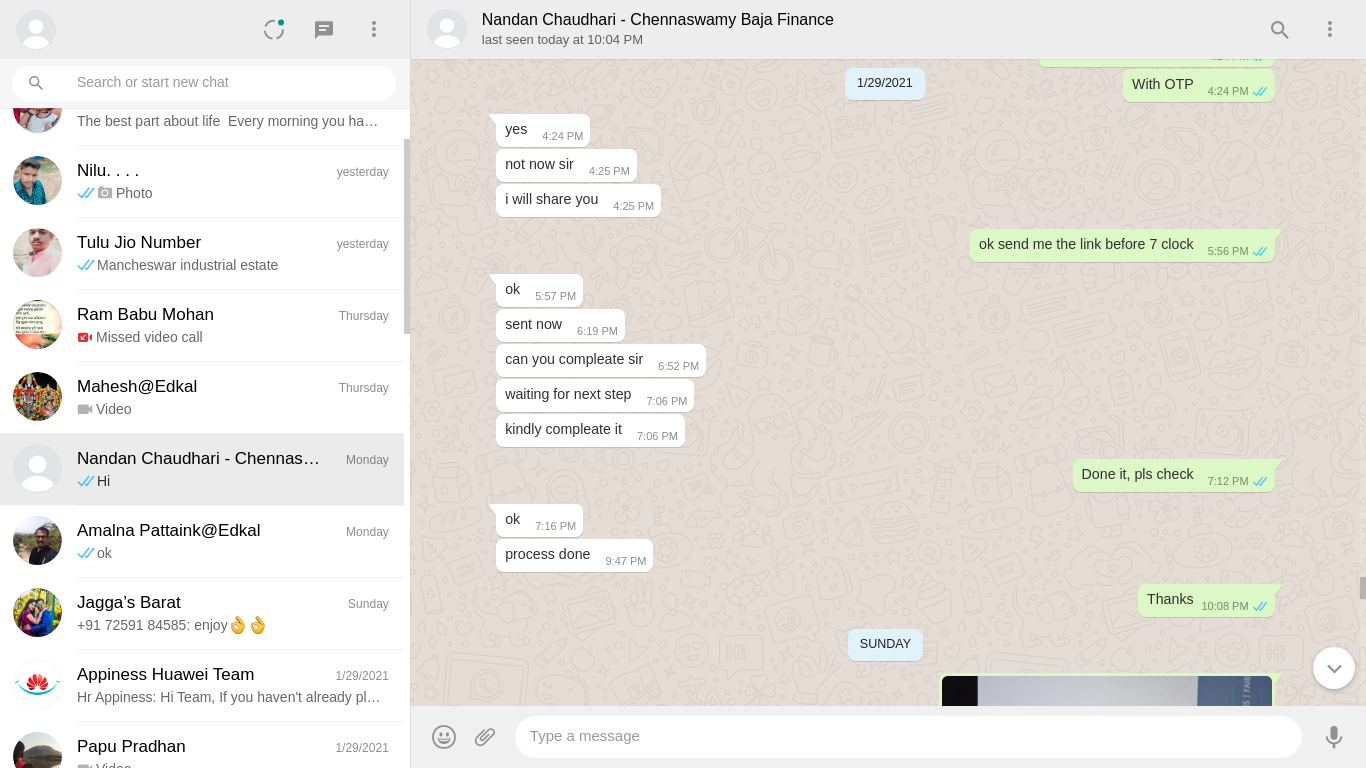 Search or start new chat
The best part about life  Every morning you ha…
Nilu. . . .
yesterday
Photo
Tulu Jio Number
yesterday
Mancheswar industrial estate
Ram Babu Mohan
Thursday
Missed video call
Mahesh@Edkal
Thursday
Video
Nandan Chaudhari - Chennas…
Monday
Hi
Amalna Pattaink@Edkal
Monday
ok
Jagga’s Barat
Sunday
+91 72591 84585: enjoy👌👌
Appiness Huawei Team
1/29/2021
Hr Appiness: Hi Team, If you haven't already pl…
Papu Pradhan
1/29/2021
Video
Nandan Chaudhari - Chennaswamy Baja Finance
last seen today at 10:04 PM
1/29/2021
With OTP 4:24 PM
yes 4:24 PM
not now sir 4:25 PM
i will share you 4:25 PM
ok send me the link before 7 clock 5:56 PM
ok 5:57 PM
sent now 6:19 PM
can you compleate sir 6:52 PM
waiting for next step 7:06 PM
kindly compleate it 7:06 PM
Done it, pls check 7:12 PM
ok 7:16 PM
process done 9:47 PM
Thanks 10:08 PM
SUNDAY
Type a message